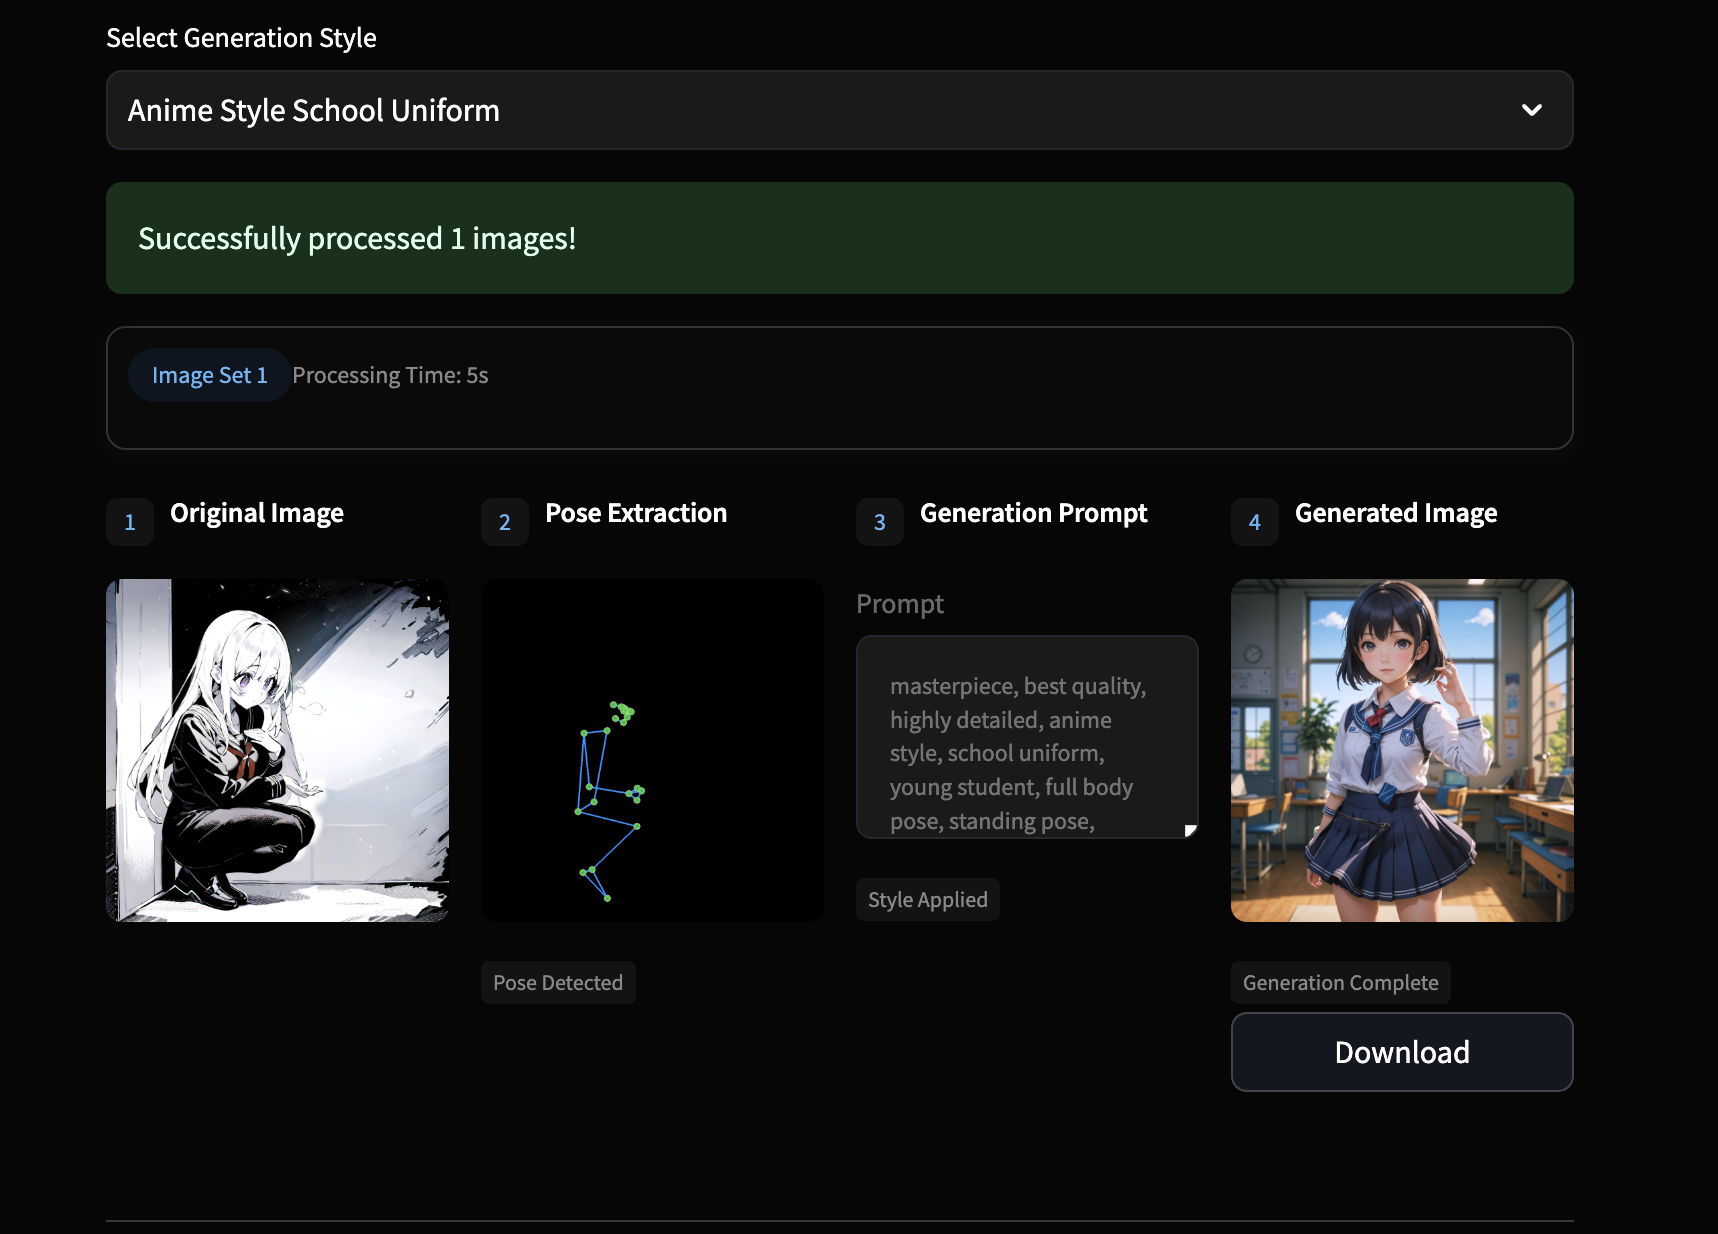 Select Generation Style
Anime Style School Uniform
Successfully processed 1 images!
Image Set 1 Processing Time: 5s
1 Original Image
2 Pose Extraction
3 Generation Prompt
4 Generated Image
Prompt
masterpiece, best quality,
highly detailed, anime
style, school uniform,
young student, full body
pose, standing pose,
Style Applied
Pose Detected
Generation Complete
Download